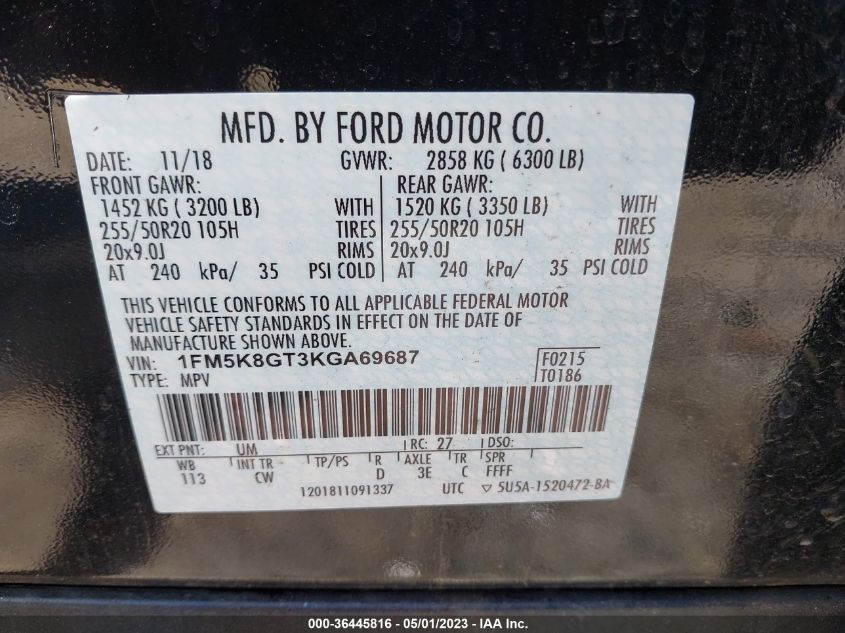 MFD. BY FORD MOTOR CO.
DATE: 11/18 GVWR: 2858 KG ( 6300 LB)
FRONT GAWR: REAR GAWR:
1452 KG ( 3200 LB) WITH 1520 KG ( 3350 LB) WITH
255/50R20 105H TIRES 255/50R20 105H TIRES
20x9.0J RIMS 20x9.0J RIMS
AT 240 kPa/ 35 PSI COLD AT 240 kPa/ 35 PSI COLD
THIS VEHICLE CONFORMS TO ALL APPLICABLE FEDERAL MOTOR
VEHICLE SAFETY STANDARDS IN EFFECT ON THE DATE OF
MANUFACTURE SHOWN ABOVE.
VIN: 1FM5K8GT3KGA69687 F0215
TYPE: MPV T0186
EXT PNT: UM RC: 27 DSO:
WB INT TR TP/PS R AXLE TR SPR
113 CW D 3E C FFFF
1201811091337 UTC ▽ 5U5A-1520472-BA
000-36445816 - 05/01/2023 - IAA Inc.